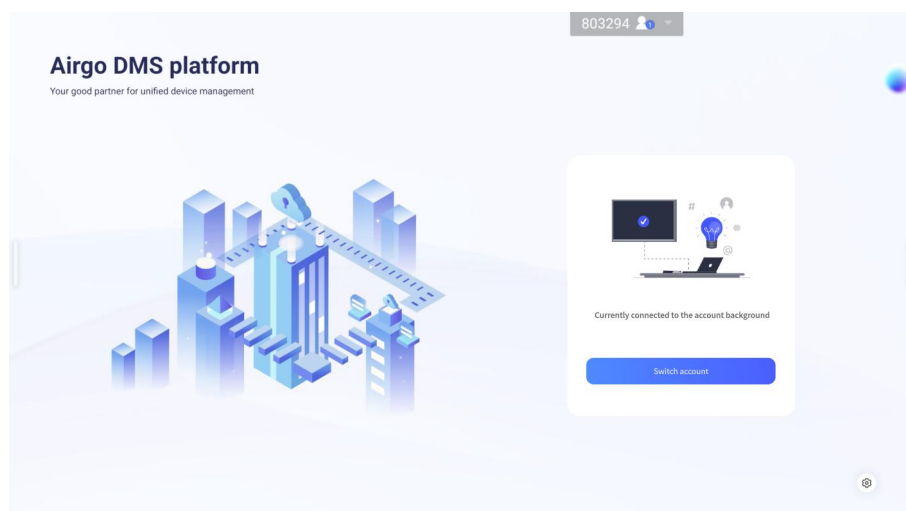 803294 1
Airgo DMS platform
Your good partner for unified device management
#
@
Currently connected to the account background
Switch account